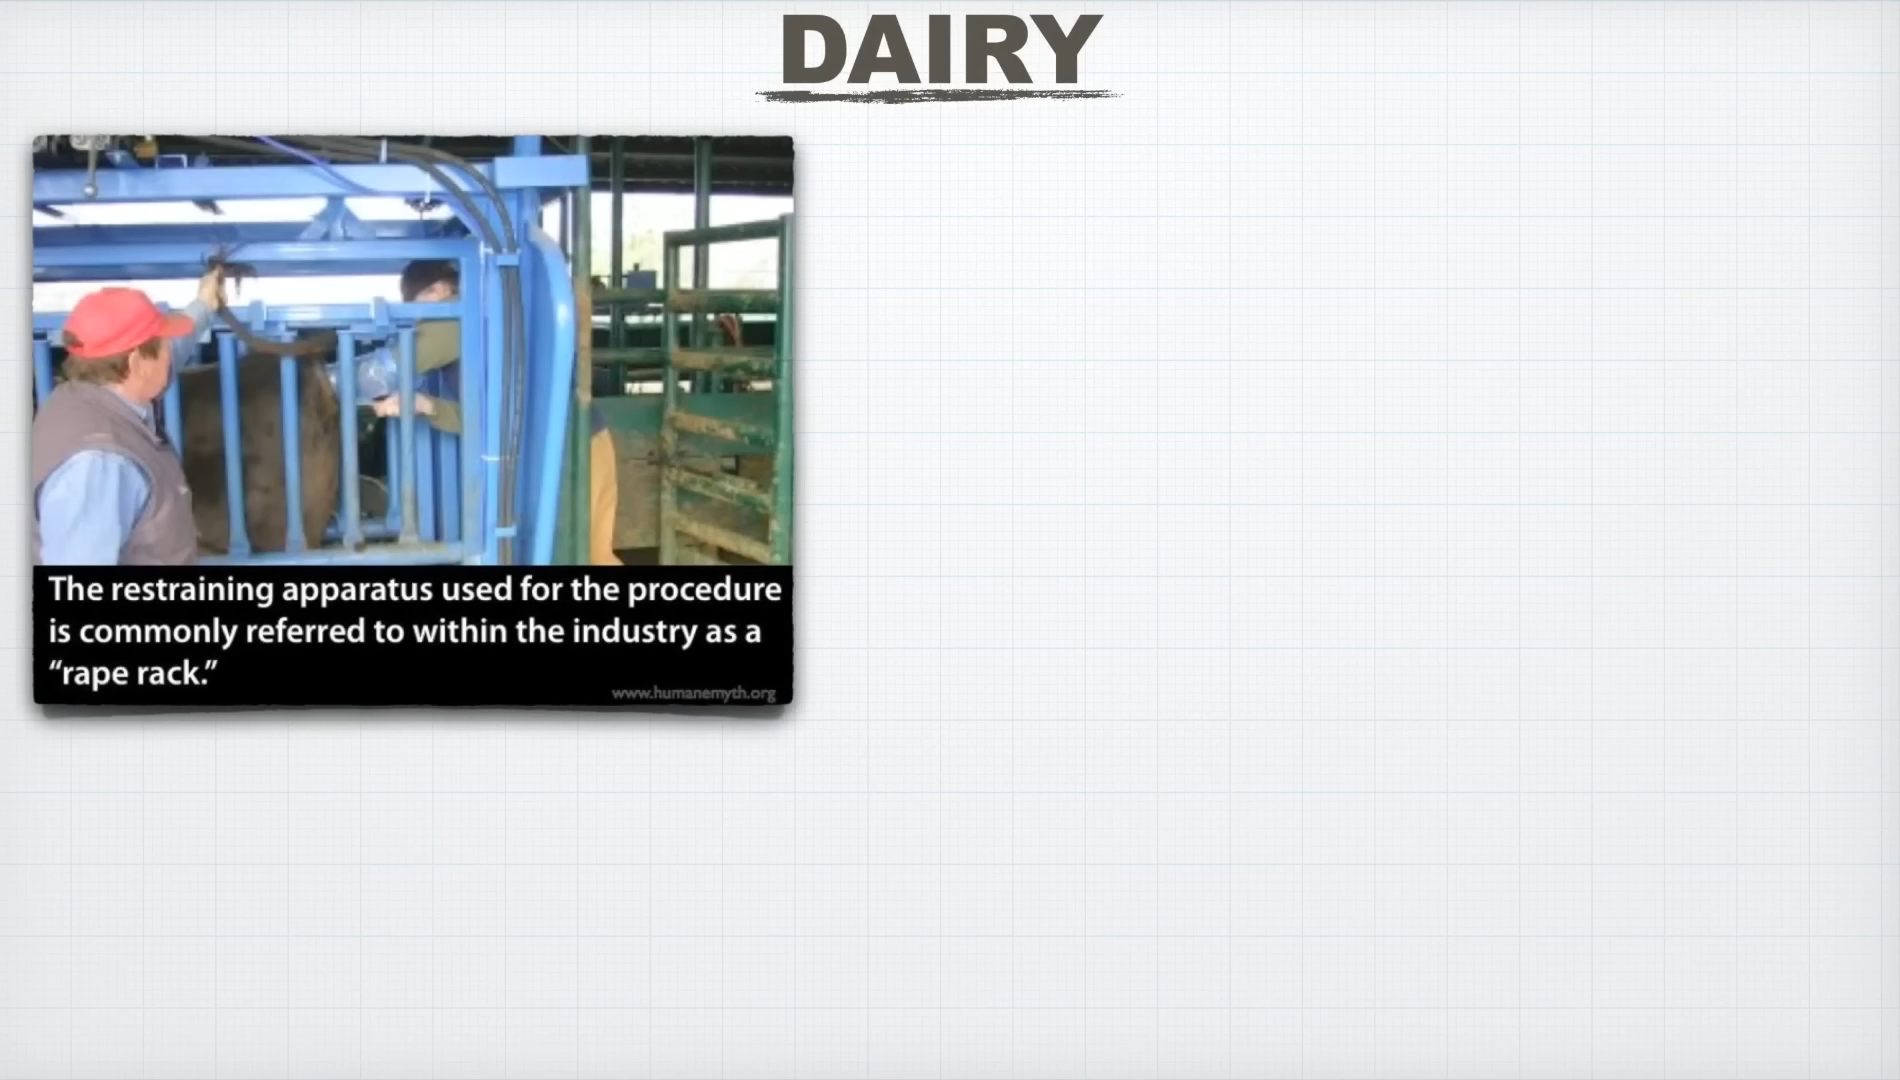 DAIRY
The restraining apparatus used for the procedure
is commonly referred to within the industry as a
“rape rack.”
www.humanemyth.org